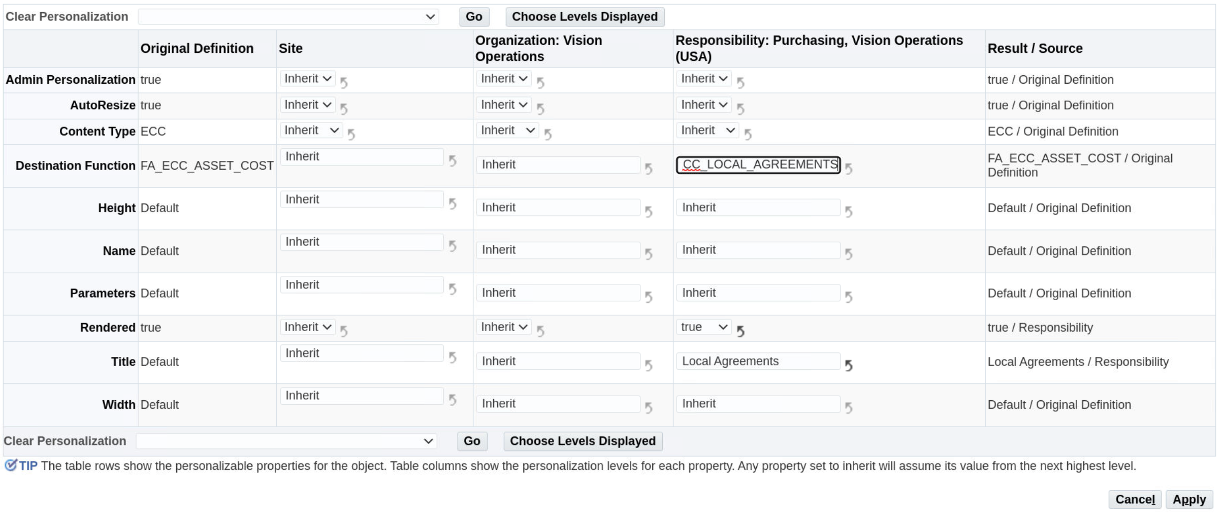 Clear Personalization Go Choose Levels Displayed
Original Definition Site Organization: Vision Operations Responsibility: Purchasing, Vision Operations (USA) Result / Source
Admin Personalization true Inherit Inherit Inherit true / Original Definition
AutoResize true Inherit Inherit Inherit true / Original Definition
Content Type ECC Inherit Inherit Inherit ECC / Original Definition
Destination Function FA_ECC_ASSET_COST Inherit Inherit CC_LOCAL_AGREEMENTS FA_ECC_ASSET_COST / Original Definition
Height Default Inherit Inherit Inherit Default / Original Definition
Name Default Inherit Inherit Inherit Default / Original Definition
Parameters Default Inherit Inherit Inherit Default / Original Definition
Rendered true Inherit Inherit true true / Responsibility
Title Default Inherit Inherit Local Agreements Local Agreements / Responsibility
Width Default Inherit Inherit Inherit Default / Original Definition
Clear Personalization Go Choose Levels Displayed
TIP The table rows show the personalizable properties for the object. Table columns show the personalization levels for each property. Any property set to inherit will assume its value from the next highest level.
Cancel Apply